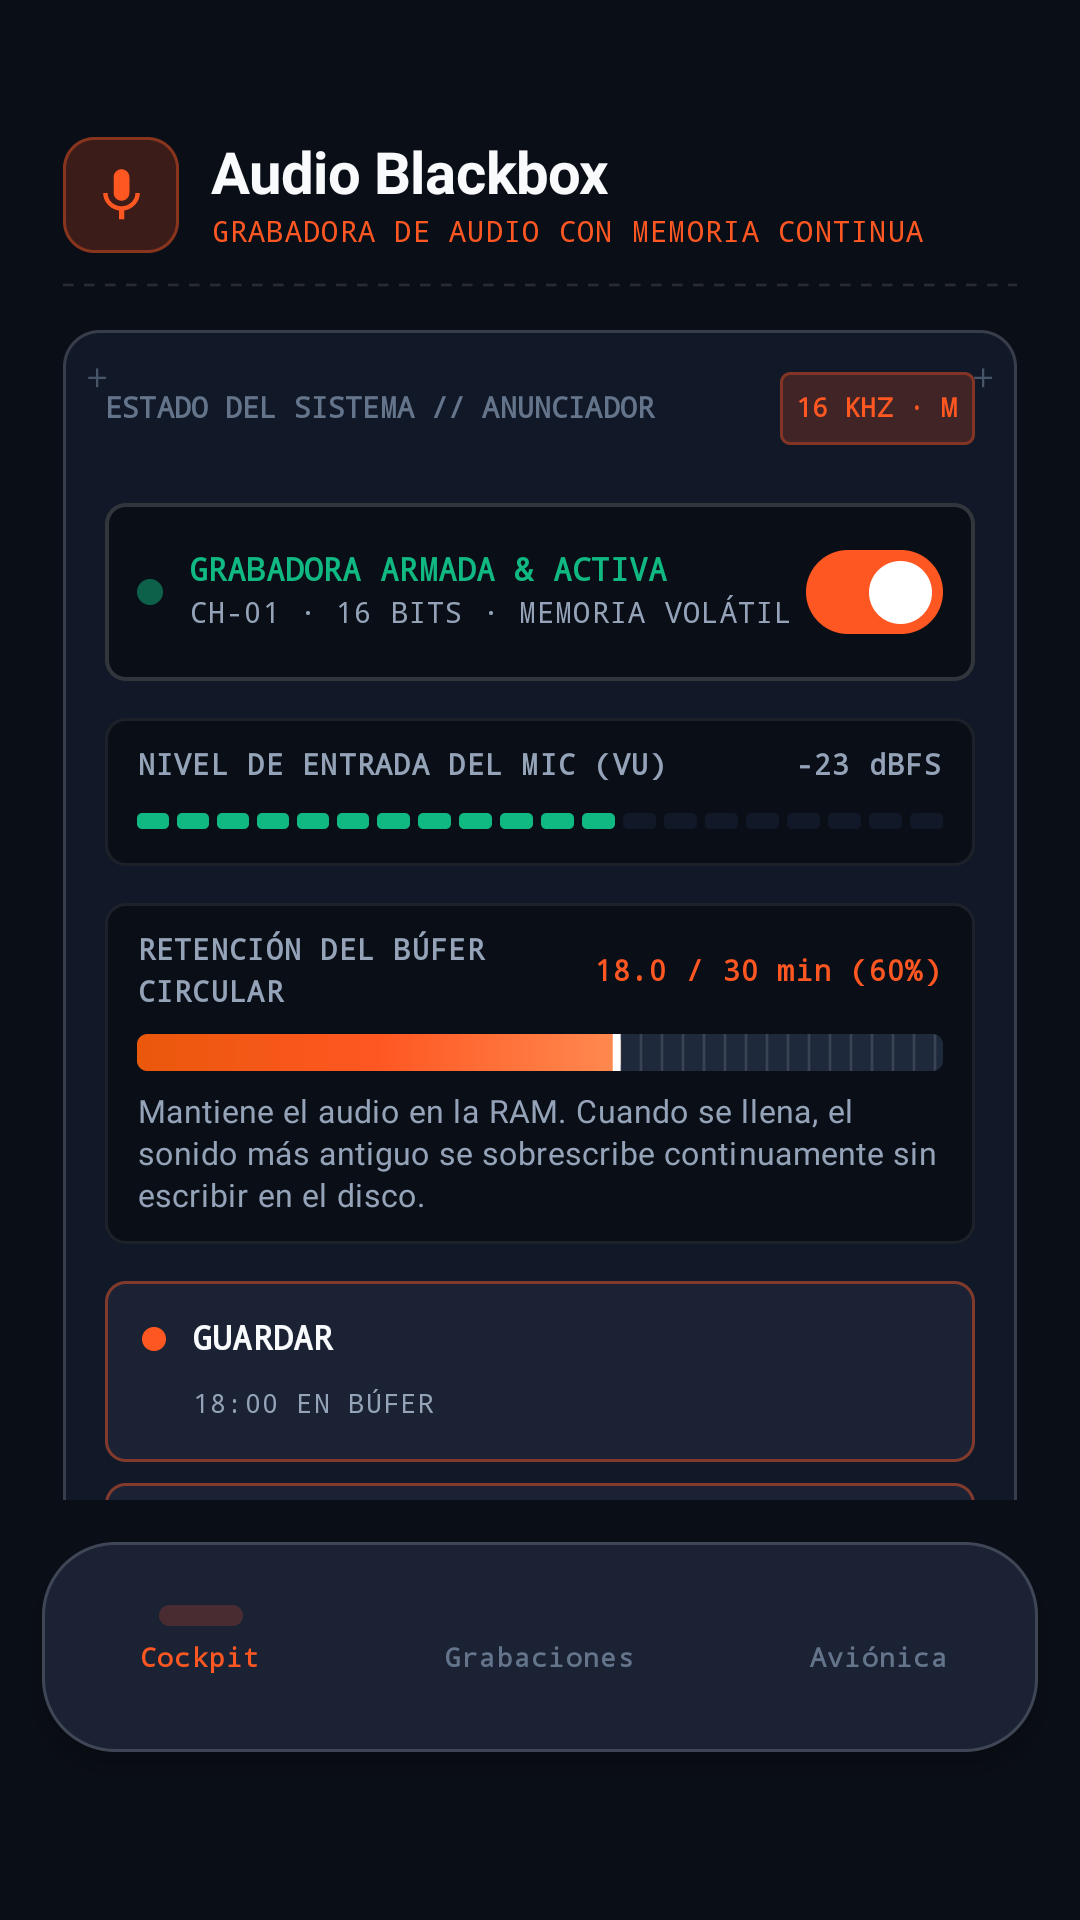 Audio Blackbox
GRABADORA DE AUDIO CON MEMORIA CONTINUA
ESTADO DEL SISTEMA // ANUNCIADOR
16 KHZ · M
GRABADORA ARMADA & ACTIVA
CH-01 · 16 BITS · MEMORIA VOLÁTIL
NIVEL DE ENTRADA DEL MIC (VU)
-23 dBFS
RETENCIÓN DEL BÚFER
CIRCULAR
18.0 / 30 min (60%)
Mantiene el audio en la RAM. Cuando se llena, el
sonido más antiguo se sobrescribe continuamente sin
escribir en el disco.
GUARDAR
18:00 EN BÚFER
Cockpit
Grabaciones
Aviónica